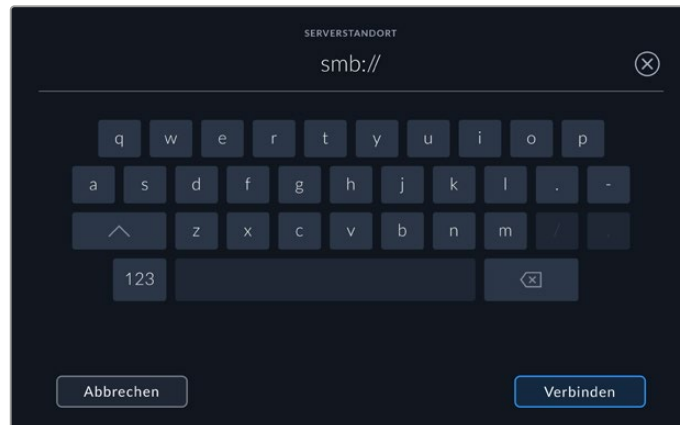 SERVERSTANDORT
smb://
q w e r t y u i o p
a s d f g h j k l . -
z x c v b n m / .
123
Abbrechen
Verbinden